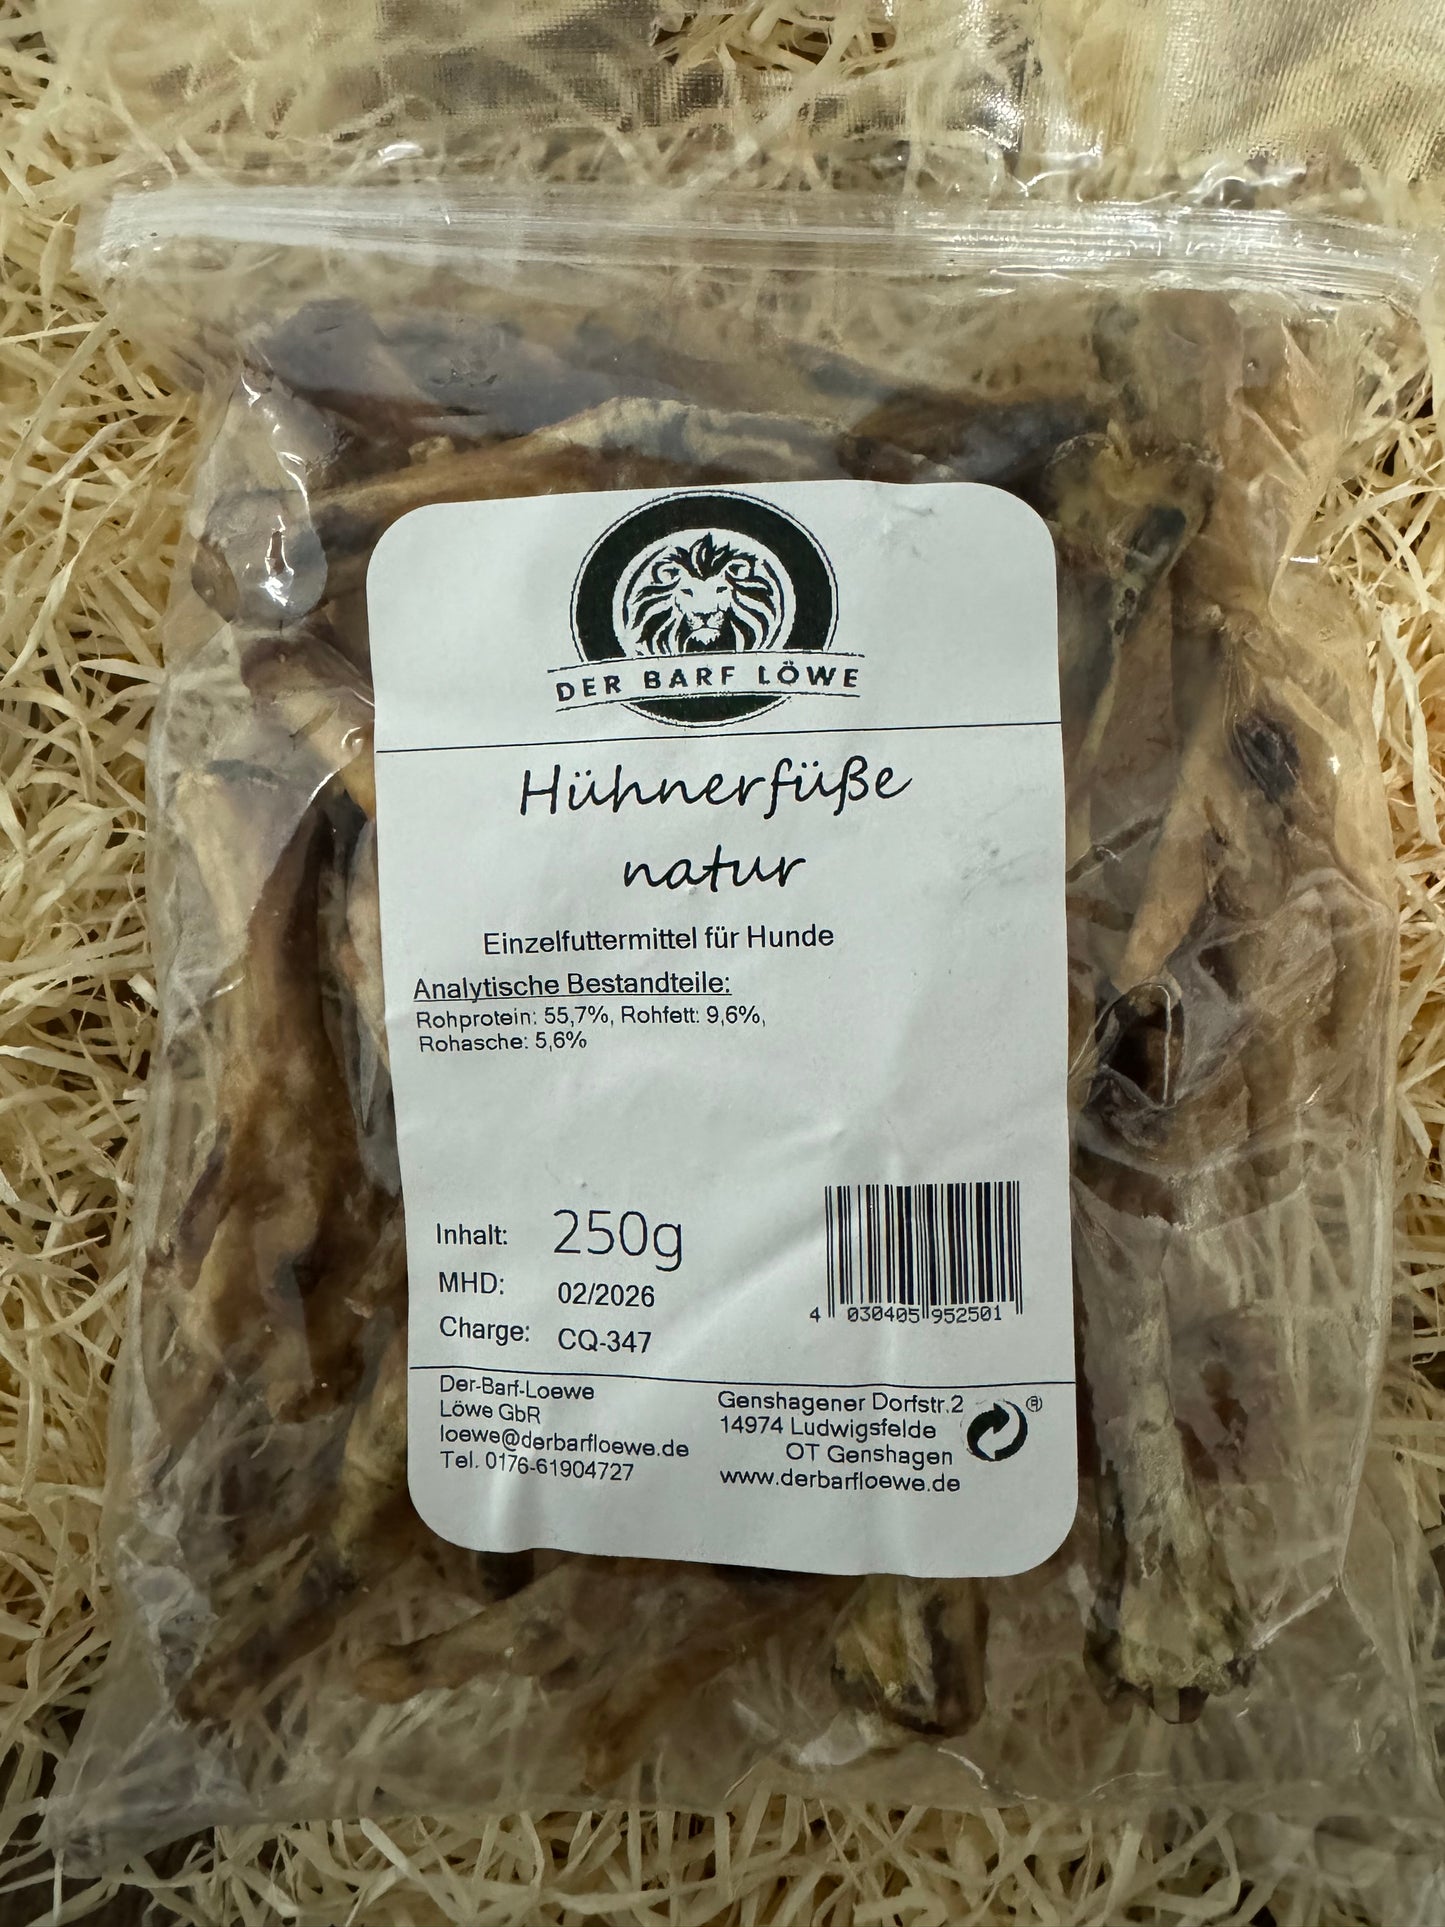 DER BARF LÖWE
Hühnerfüße
natur
Einzelfuttermittel für Hunde
Analytische Bestandteile:
Rohprotein: 55,7%, Rohfett: 9,6%,
Rohasche: 5,6%
Inhalt: 250g
MHD: 02/2026
Charge: CQ-347
4 030405 952501
Der-Barf-Loewe
Löwe GbR
loewe@derbarfloewe.de
Tel. 0176-61904727
Genshagener Dorfstr.2
14974 Ludwigsfelde
OT Genshagen
www.derbarfloewe.de
®